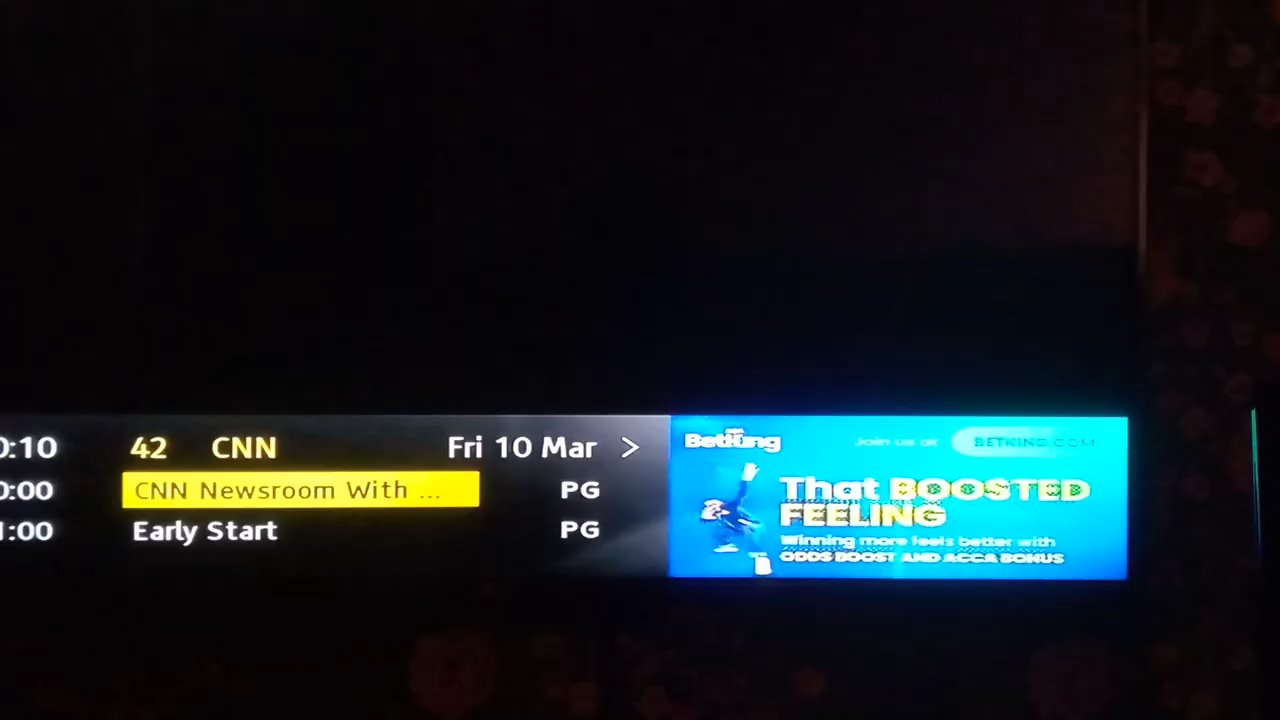 0:10 42 CNN Fri 10 Mar >
0:00 CNN Newsroom With ... PG
1:00 Early Start PG
BetKing Join us at BETKING.COM
That BOOSTED
FEELING
Winning more feels better with
ODDS BOOST AND ACCA BONUS